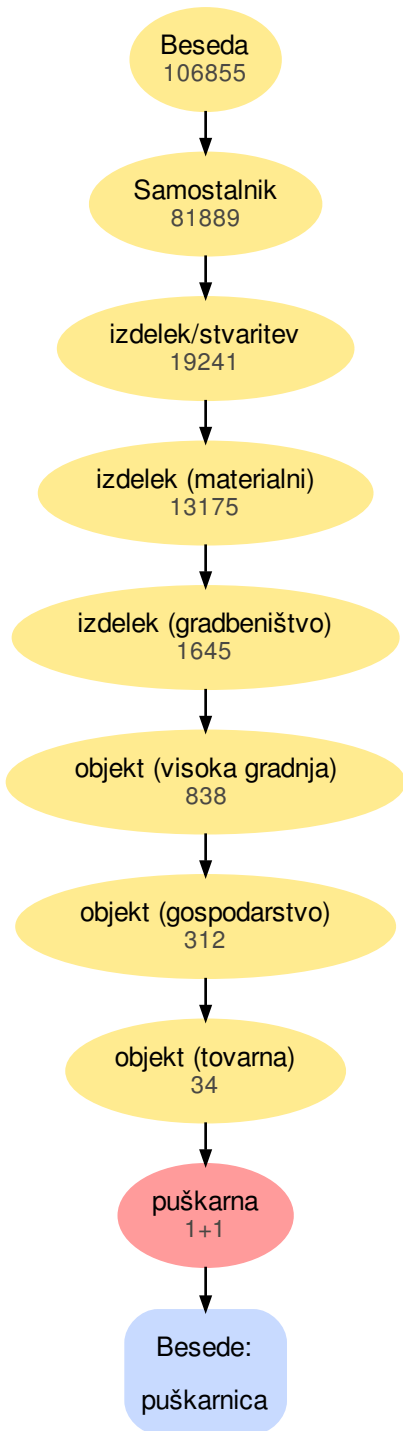 Beseda
106855
Samostalnik
81889
izdelek/stvaritev
19241
izdelek (materialni)
13175
izdelek (gradbeništvo)
1645
objekt (visoka gradnja)
838
objekt (gospodarstvo)
312
objekt (tovarna)
34
puškarna
1+1
Besede:
puškarnica